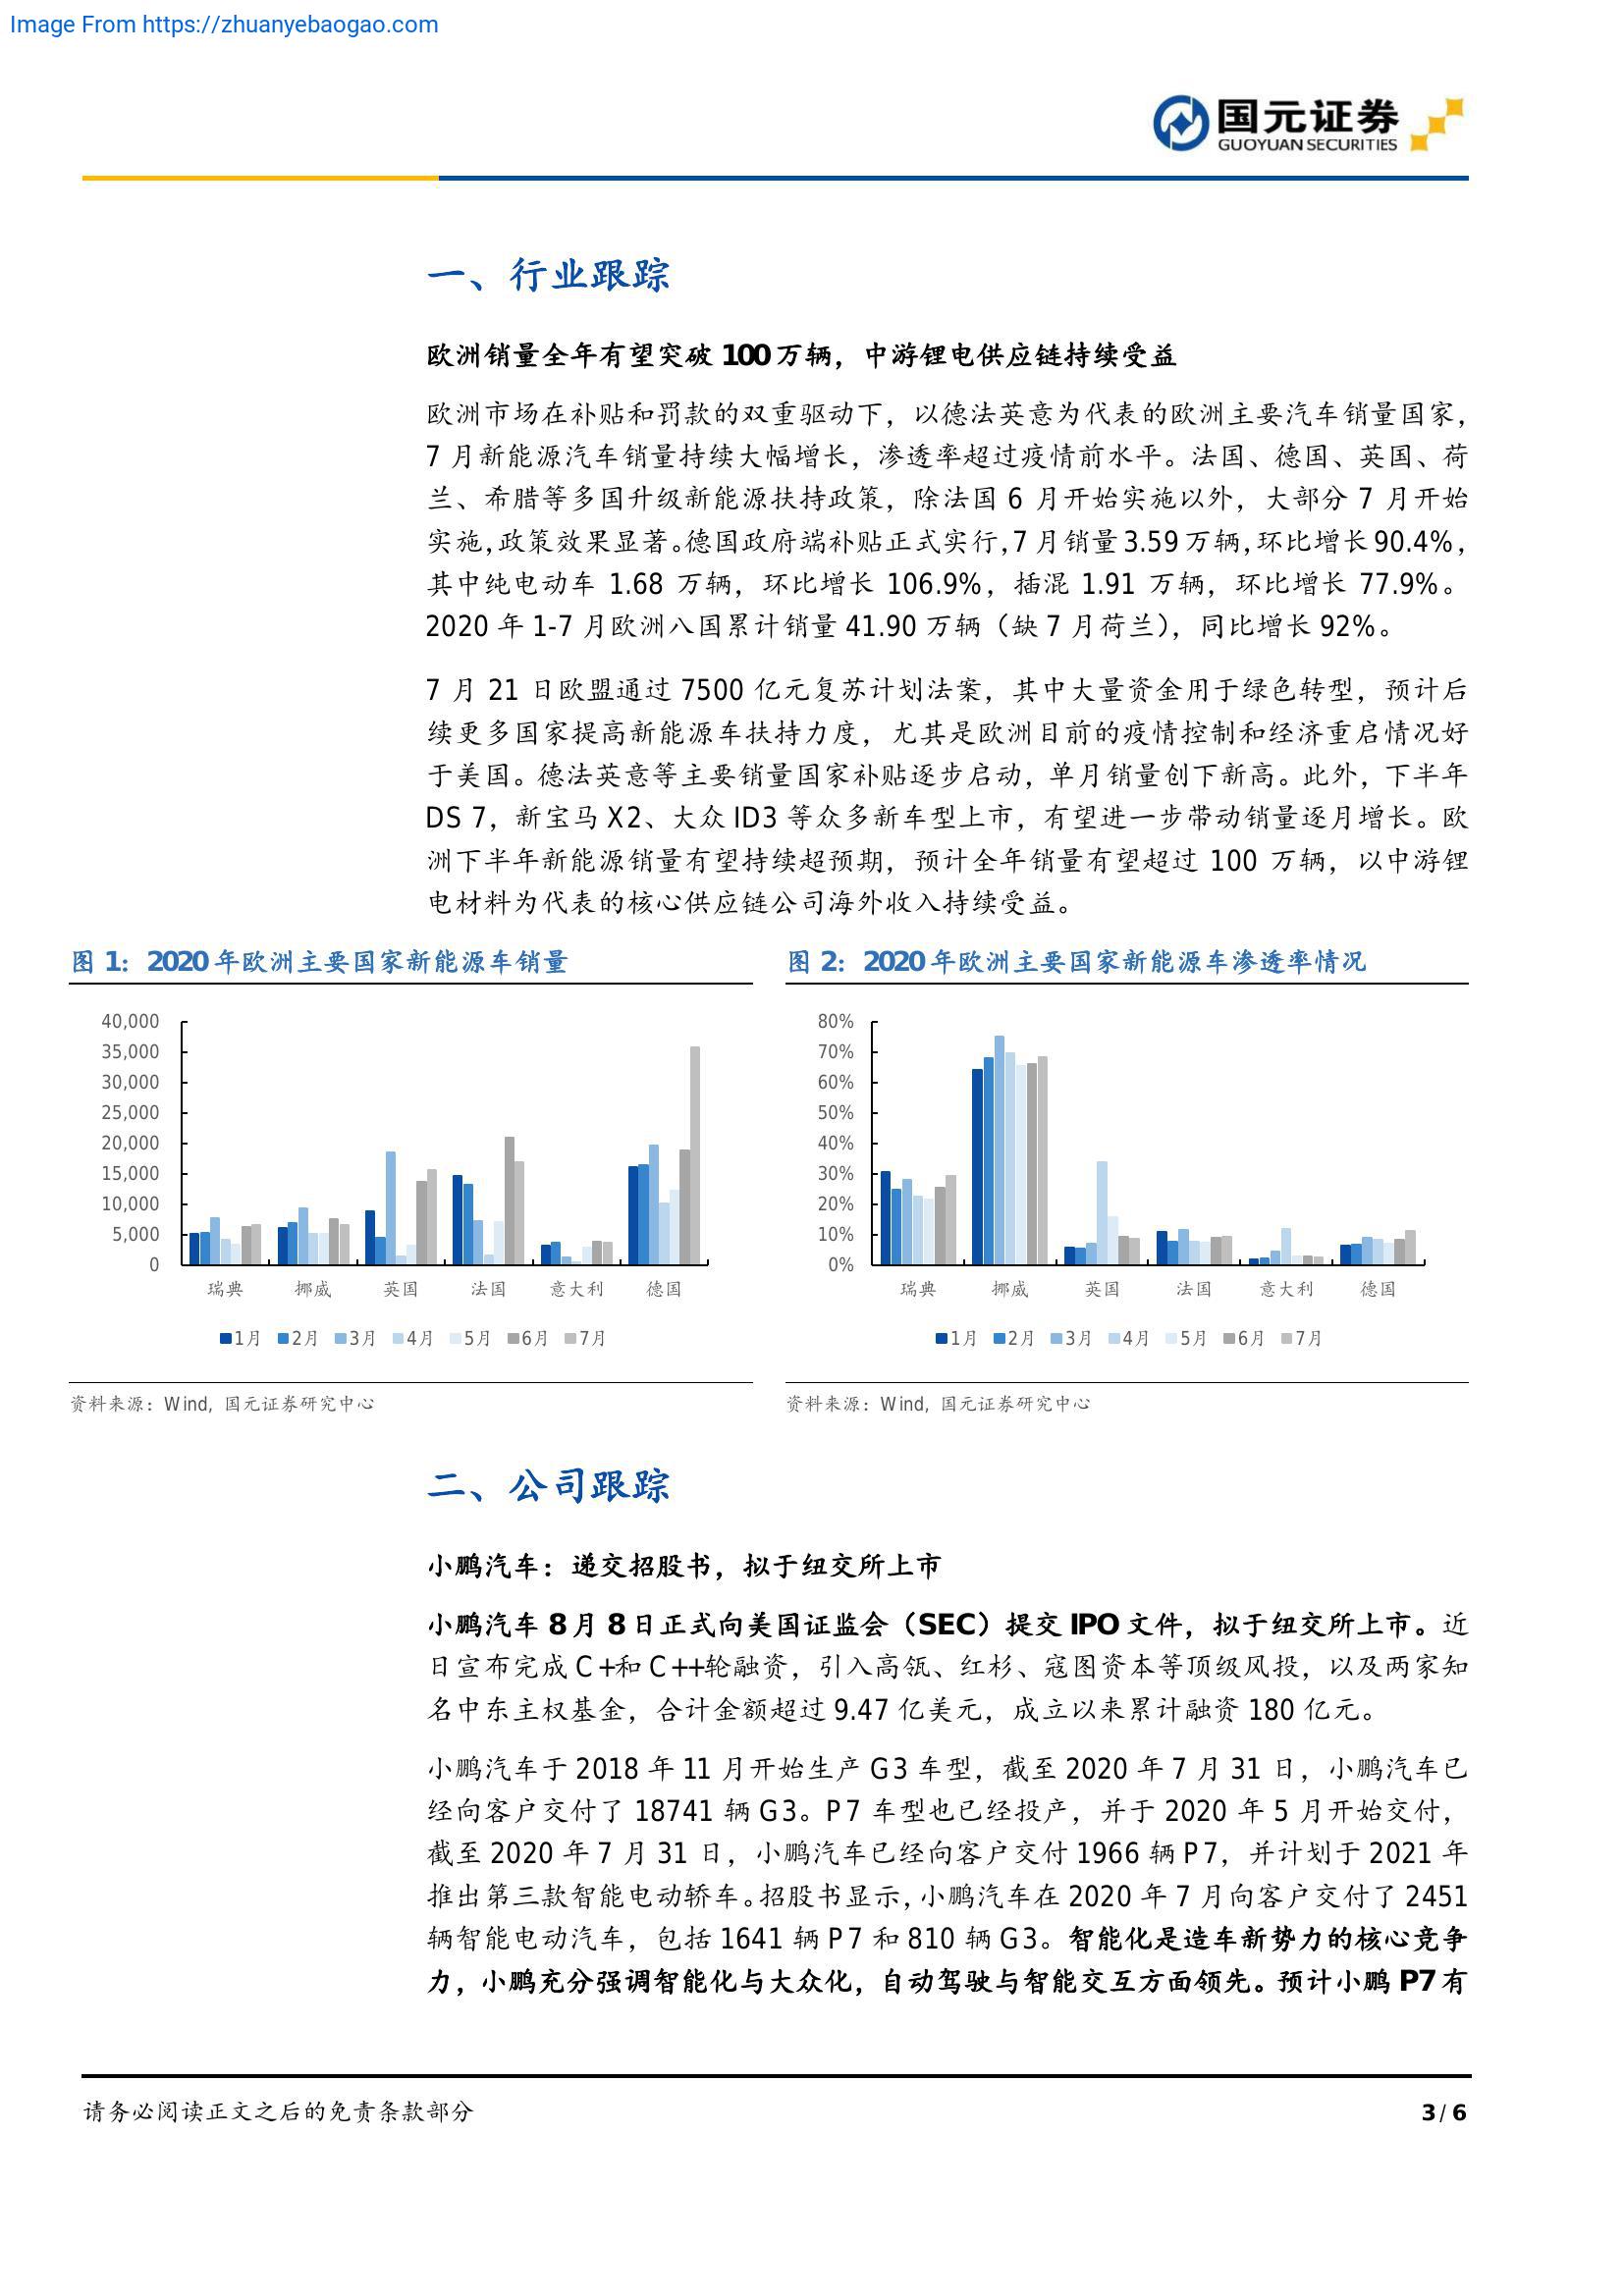 Image From https://zhuanyebaogao.com
国元证券
GUOYUAN SECURITIES
一、行业跟踪
欧洲销量全年有望突破 100 万辆，中游锂电供应链持续受益
欧洲市场在补贴和罚款的双重驱动下，以德法英意为代表的欧洲主要汽车销量国家，
7 月新能源汽车销量持续大幅增长，渗透率超过疫情前水平。法国、德国、英国、荷
兰、希腊等多国升级新能源扶持政策，除法国 6 月开始实施以外，大部分 7 月开始
实施，政策效果显著。德国政府端补贴正式实行，7 月销量 3.59 万辆，环比增长 90.4%，
其中纯电动车 1.68 万辆，环比增长 106.9%，插混 1.91 万辆，环比增长 77.9%。
2020 年 1-7 月欧洲八国累计销量 41.90 万辆（缺 7 月荷兰），同比增长 92%。
7 月 21 日欧盟通过 7500 亿元复苏计划法案，其中大量资金用于绿色转型，预计后
续更多国家提高新能源车扶持力度，尤其是欧洲目前的疫情控制和经济重启情况好
于美国。德法英意等主要销量国家补贴逐步启动，单月销量创下新高。此外，下半年
DS 7，新宝马 X2、大众 ID3 等众多新车型上市，有望进一步带动销量逐月增长。欧
洲下半年新能源销量有望持续超预期，预计全年销量有望超过 100 万辆，以中游锂
电材料为代表的核心供应链公司海外收入持续受益。
图 1：2020 年欧洲主要国家新能源车销量
40,000
35,000
30,000
25,000
20,000
15,000
10,000
5,000
0
瑞典 挪威 英国 法国 意大利 德国
1月 2月 3月 4月 5月 6月 7月
资料来源：Wind，国元证券研究中心
图 2：2020 年欧洲主要国家新能源车渗透率情况
80%
70%
60%
50%
40%
30%
20%
10%
0%
瑞典 挪威 英国 法国 意大利 德国
1月 2月 3月 4月 5月 6月 7月
资料来源：Wind，国元证券研究中心
二、公司跟踪
小鹏汽车：递交招股书，拟于纽交所上市
小鹏汽车 8 月 8 日正式向美国证监会（SEC）提交 IPO 文件，拟于纽交所上市。近
日宣布完成 C+和 C++轮融资，引入高瓴、红杉、寇图资本等顶级风投，以及两家知
名中东主权基金，合计金额超过 9.47 亿美元，成立以来累计融资 180 亿元。
小鹏汽车于 2018 年 11 月开始生产 G3 车型，截至 2020 年 7 月 31 日，小鹏汽车已
经向客户交付了 18741 辆 G3。P7 车型也已经投产，并于 2020 年 5 月开始交付，
截至 2020 年 7 月 31 日，小鹏汽车已经向客户交付 1966 辆 P7，并计划于 2021 年
推出第三款智能电动轿车。招股书显示，小鹏汽车在 2020 年 7 月向客户交付了 2451
辆智能电动汽车，包括 1641 辆 P7 和 810 辆 G3。智能化是造车新势力的核心竞争
力，小鹏充分强调智能化与大众化，自动驾驶与智能交互方面领先。预计小鹏 P7 有
请务必阅读正文之后的免责条款部分
3 / 6